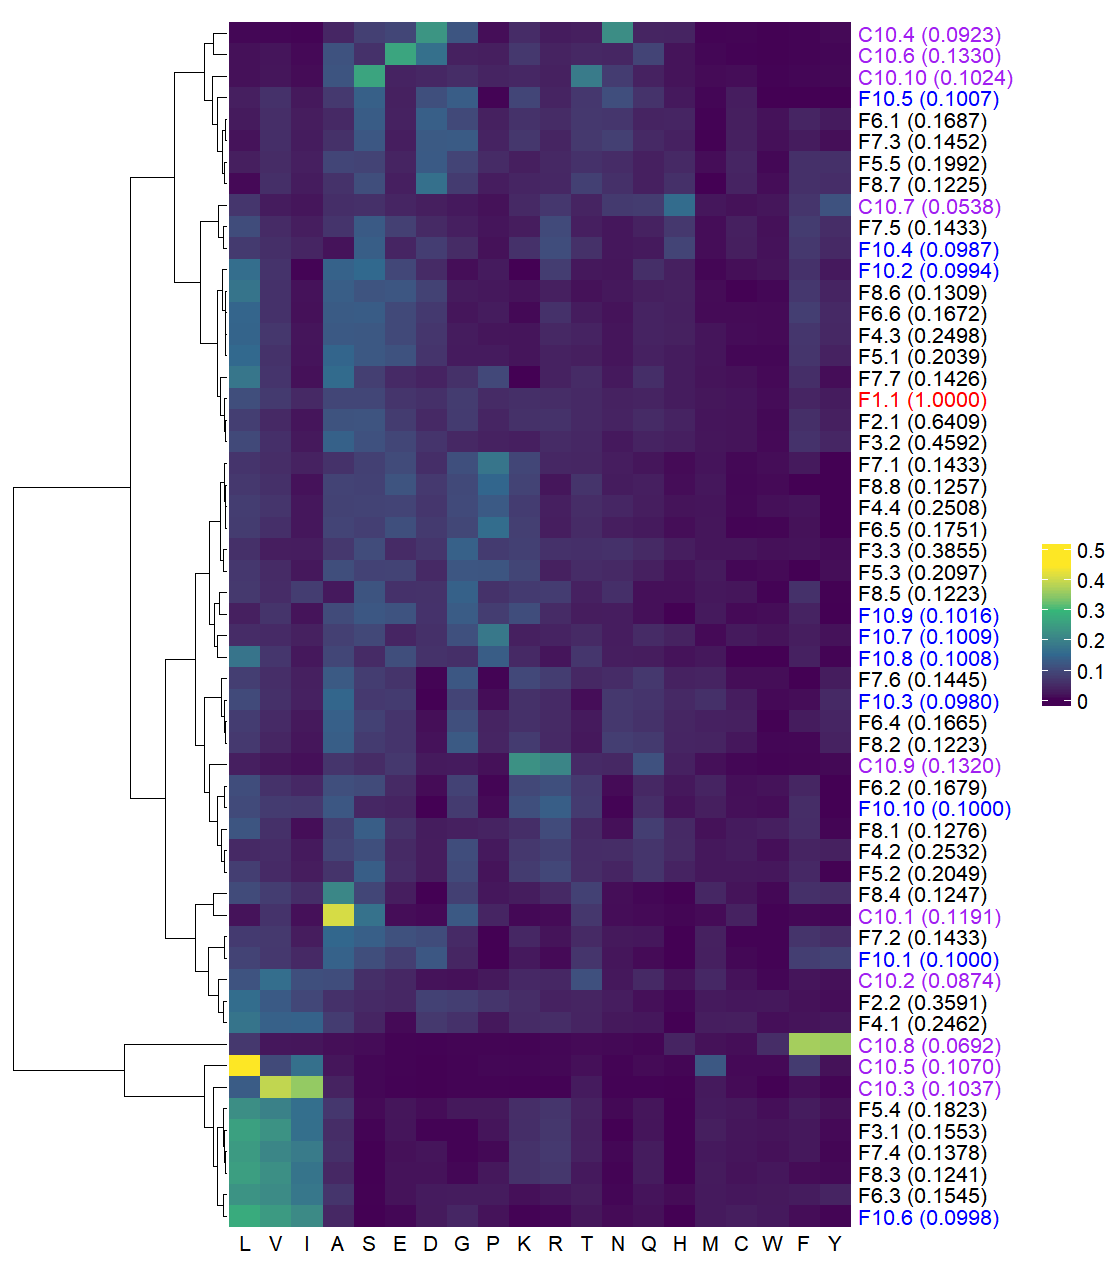 C10.4 (0.0923)
C10.6 (0.1330)
C10.10 (0.1024)
F10.5 (0.1007)
F6.1 (0.1687)
F7.3 (0.1452)
F5.5 (0.1992)
F8.7 (0.1225)
C10.7 (0.0538)
F7.5 (0.1433)
F10.4 (0.0987)
F10.2 (0.0994)
F8.6 (0.1309)
F6.6 (0.1672)
F4.3 (0.2498)
F5.1 (0.2039)
F7.7 (0.1426)
F1.1 (1.0000)
F2.1 (0.6409)
F3.2 (0.4592)
F7.1 (0.1433)
F8.8 (0.1257)
F4.4 (0.2508)
F6.5 (0.1751)
F3.3 (0.3855)
F5.3 (0.2097)
F8.5 (0.1223)
F10.9 (0.1016)
F10.7 (0.1009)
F10.8 (0.1008)
F7.6 (0.1445)
F10.3 (0.0980)
F6.4 (0.1665)
F8.2 (0.1223)
C10.9 (0.1320)
F6.2 (0.1679)
F10.10 (0.1000)
F8.1 (0.1276)
F4.2 (0.2532)
F5.2 (0.2049)
F8.4 (0.1247)
C10.1 (0.1191)
F7.2 (0.1433)
F10.1 (0.1000)
C10.2 (0.0874)
F2.2 (0.3591)
F4.1 (0.2462)
C10.8 (0.0692)
C10.5 (0.1070)
C10.3 (0.1037)
F5.4 (0.1823)
F3.1 (0.1553)
F7.4 (0.1378)
F8.3 (0.1241)
F6.3 (0.1545)
F10.6 (0.0998)
L V I A S E D G P K R T N Q H M C W F Y
0.5
0.4
0.3
0.2
0.1
0